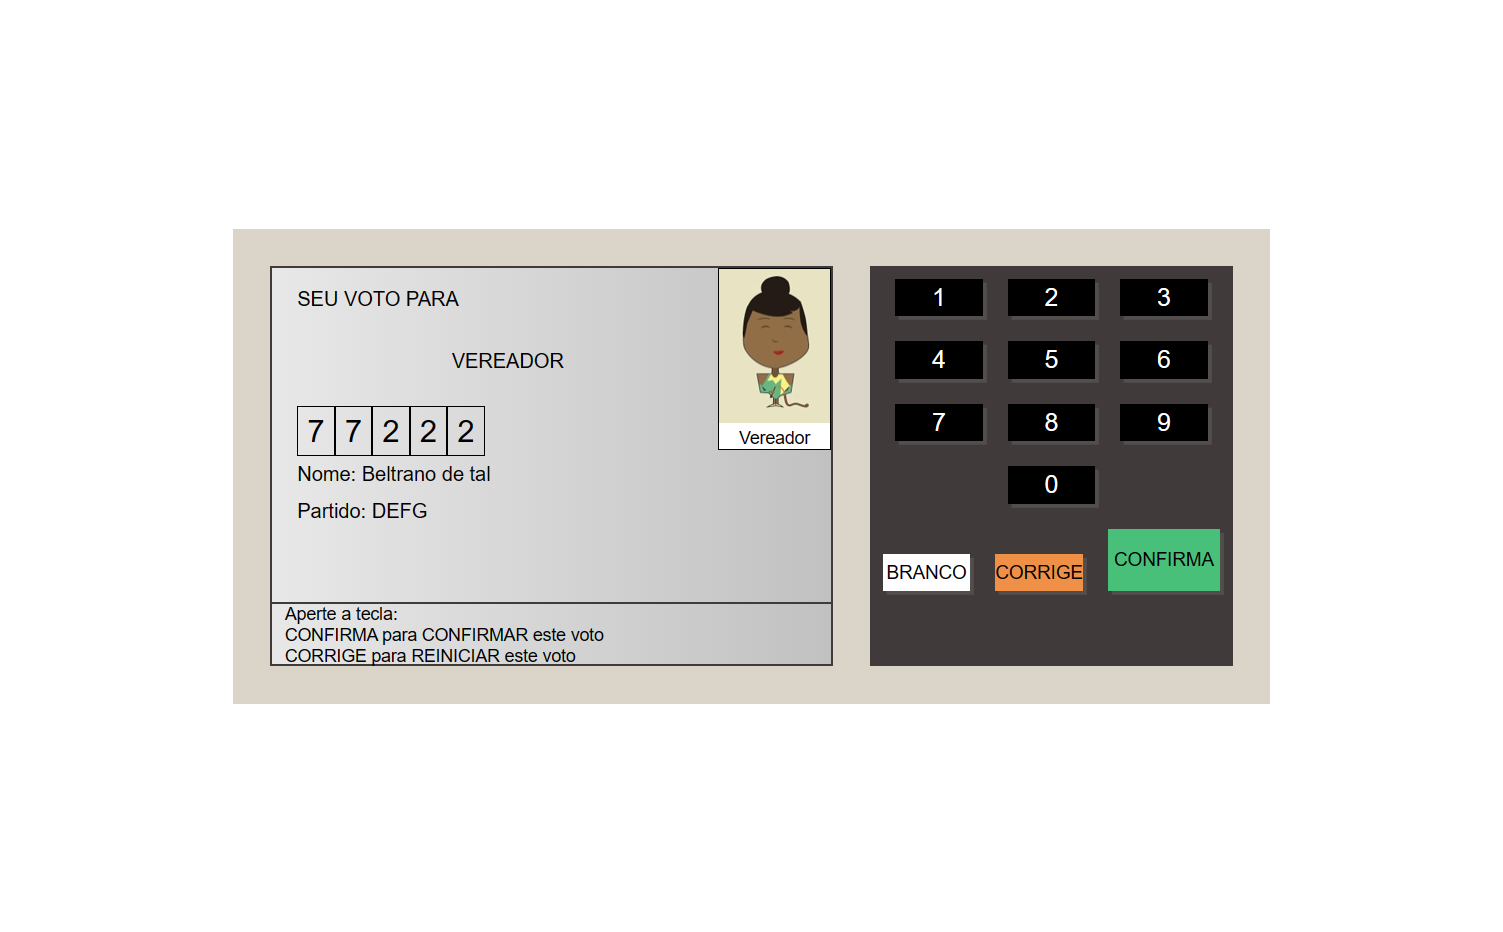 SEU VOTO PARA
VEREADOR
7 7 2 2 2
Nome: Beltrano de tal
Partido: DEFG
Vereador
Aperte a tecla:
CONFIRMA para CONFIRMAR este voto
CORRIGE para REINICIAR este voto
1 2 3
4 5 6
7 8 9
0
BRANCO CORRIGE CONFIRMA